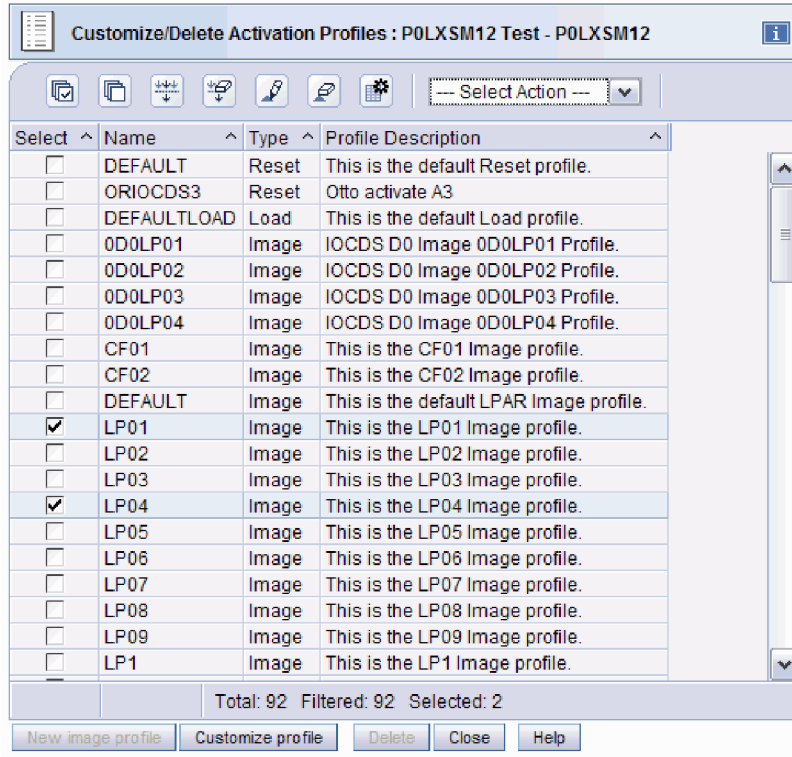 Customize/Delete Activation Profiles : P0LXSM12 Test - P0LXSM12
i
--- Select Action ---
Select ^ Name ^ Type ^ Profile Description ^
DEFAULT Reset This is the default Reset profile.
ORIOCDS3 Reset Otto activate A3
DEFAULTLOAD Load This is the default Load profile.
0D0LP01 Image IOCDS D0 Image 0D0LP01 Profile.
0D0LP02 Image IOCDS D0 Image 0D0LP02 Profile.
0D0LP03 Image IOCDS D0 Image 0D0LP03 Profile.
0D0LP04 Image IOCDS D0 Image 0D0LP04 Profile.
CF01 Image This is the CF01 Image profile.
CF02 Image This is the CF02 Image profile.
DEFAULT Image This is the default LPAR Image profile.
LP01 Image This is the LP01 Image profile.
LP02 Image This is the LP02 Image profile.
LP03 Image This is the LP03 Image profile.
LP04 Image This is the LP04 Image profile.
LP05 Image This is the LP05 Image profile.
LP06 Image This is the LP06 Image profile.
LP07 Image This is the LP07 Image profile.
LP08 Image This is the LP08 Image profile.
LP09 Image This is the LP09 Image profile.
LP1 Image This is the LP1 Image profile.
Total: 92 Filtered: 92 Selected: 2
New image profile Customize profile Delete Close Help